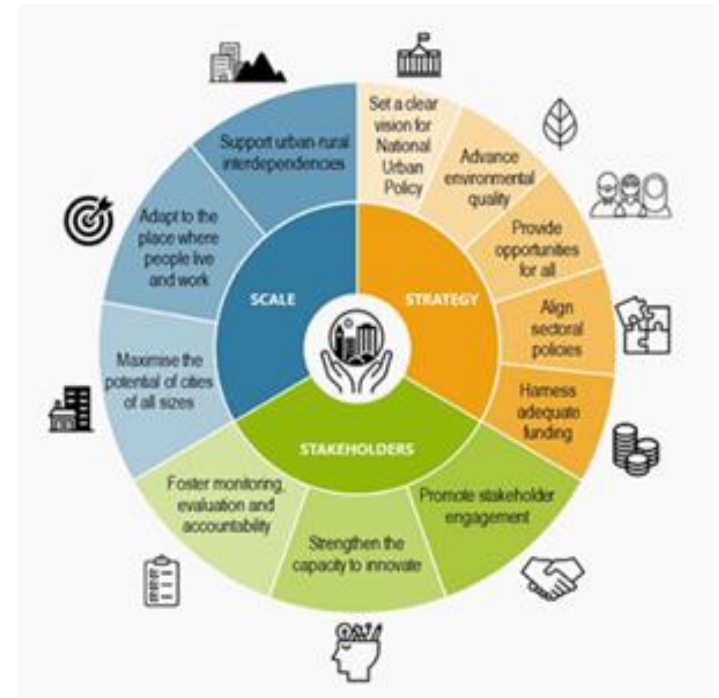 Set a clear
vision for
National
Urban
Policy
Advance
environmental
quality
Provide
opportunities
for all
Align
sectoral
policies
Harness
adequate
funding
Promote stakeholder
engagement
Strengthen the
capacity to innovate
Foster monitoring,
evaluation and
accountability
Maximise the
potential of cities
of all sizes
Adapt to the
place where
people live
and work
Support urban-rural
interdependencies
SCALE
STRATEGY
STAKEHOLDERS